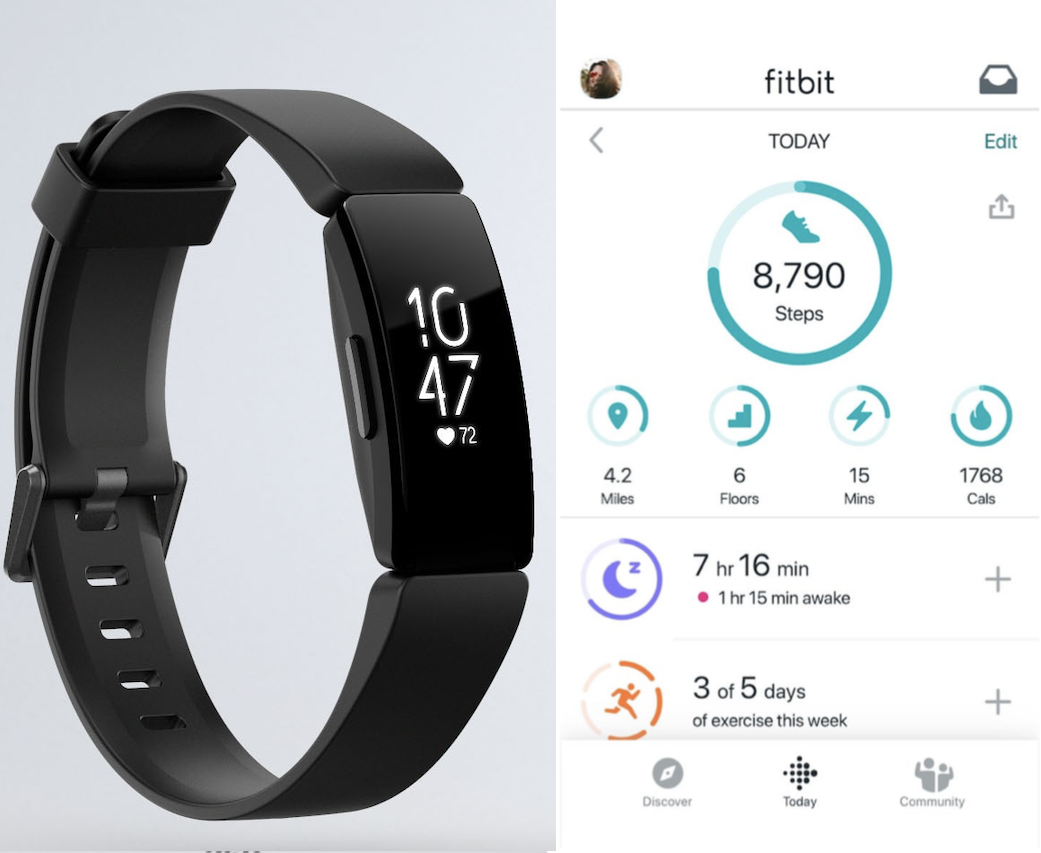 10
47
72
fitbit
TODAY
Edit
8,790
Steps
4.2
Miles
6
Floors
15
Mins
1768
Cals
7 hr 16 min
1 hr 15 min awake
3 of 5 days
of exercise this week
Discover
Today
Community